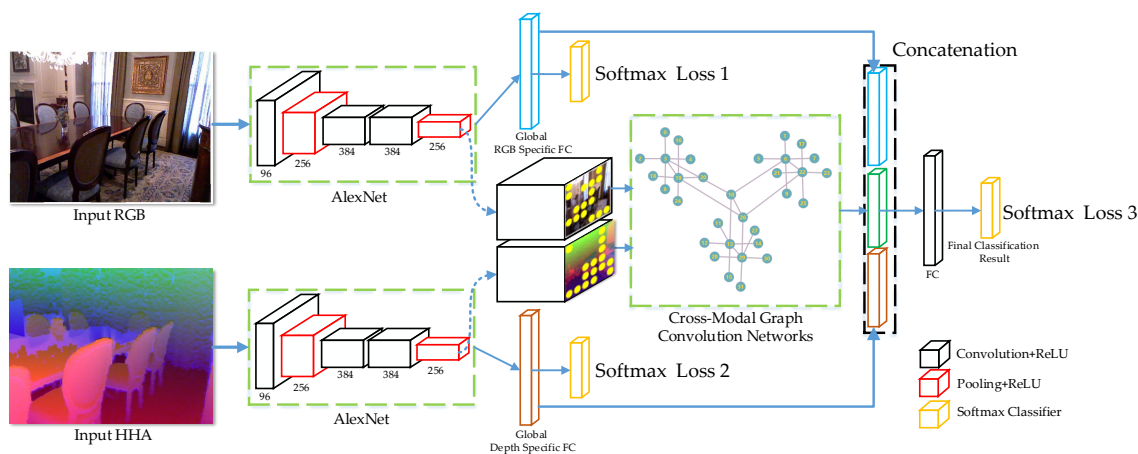 Input RGB
96
256
384
384
256
AlexNet
Global
RGB Specific FC
Softmax Loss 1
Concatenation
Input HHA
96
256
384
384
256
AlexNet
Global
Depth Specific FC
Softmax Loss 2
Cross-Modal Graph
Convolution Networks
FC
Final Classification
Result
Softmax Loss 3
Convolution+ReLU
Pooling+ReLU
Softmax Classifier